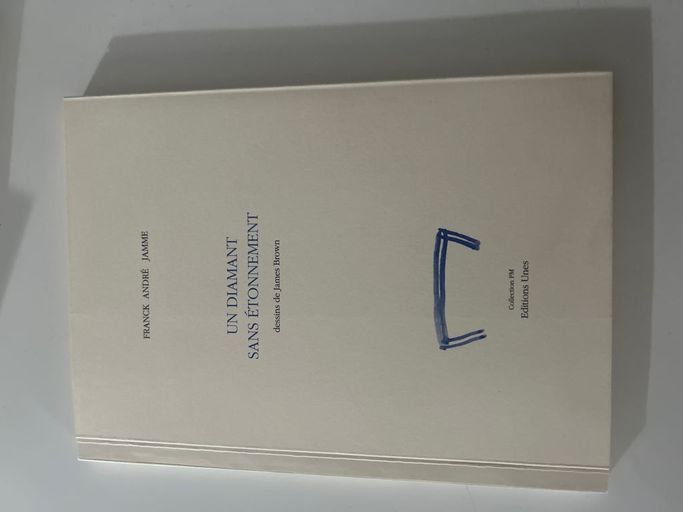 FRANCK ANDRÉ JAMME
UN DIAMANT
SANS ÉTONNEMENT
dessins de James Brown
Collection PM
Editions Unes